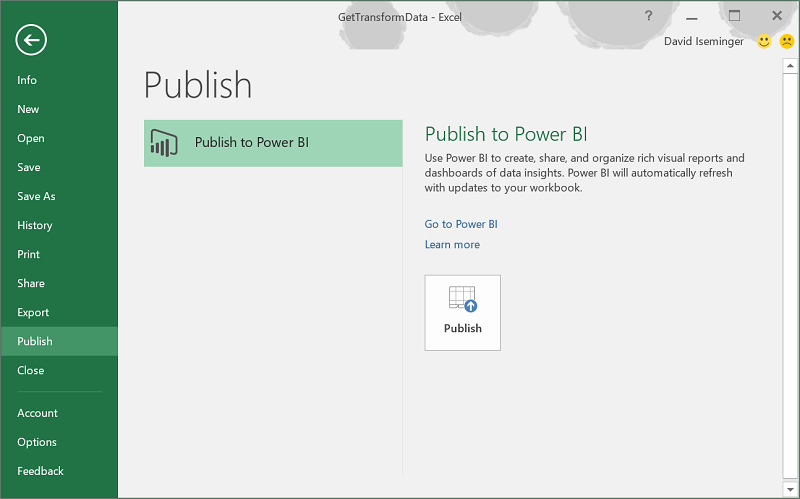 GetTransformData - Excel
?
David Iseminger
Info
New
Open
Save
Save As
History
Print
Share
Export
Publish
Close
Account
Options
Feedback
Publish
Publish to Power BI
Publish to Power BI
Use Power BI to create, share, and organize rich visual reports and
dashboards of data insights. Power BI will automatically refresh
with updates to your workbook.
Go to Power BI
Learn more
Publish